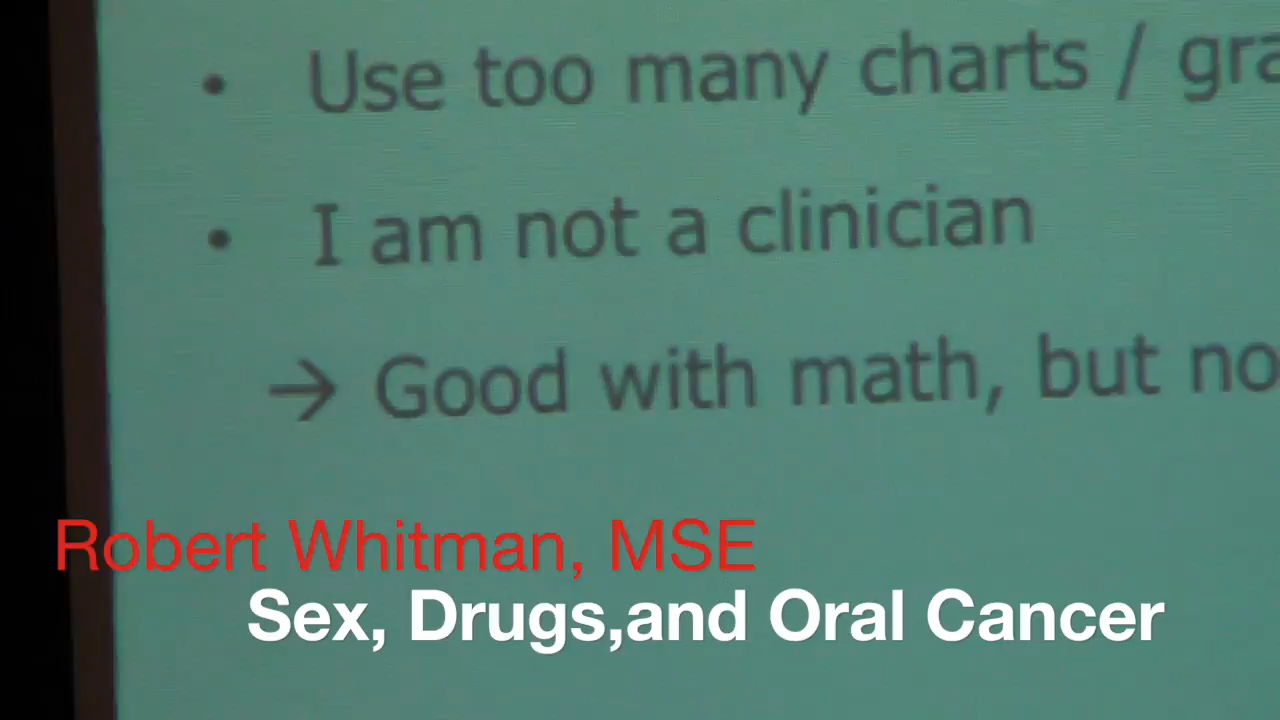 • Use too many charts /
• I am not a clinician
→ Good with math, but
Robert Whitman, MSE
Sex, Drugs,and Oral Cancer